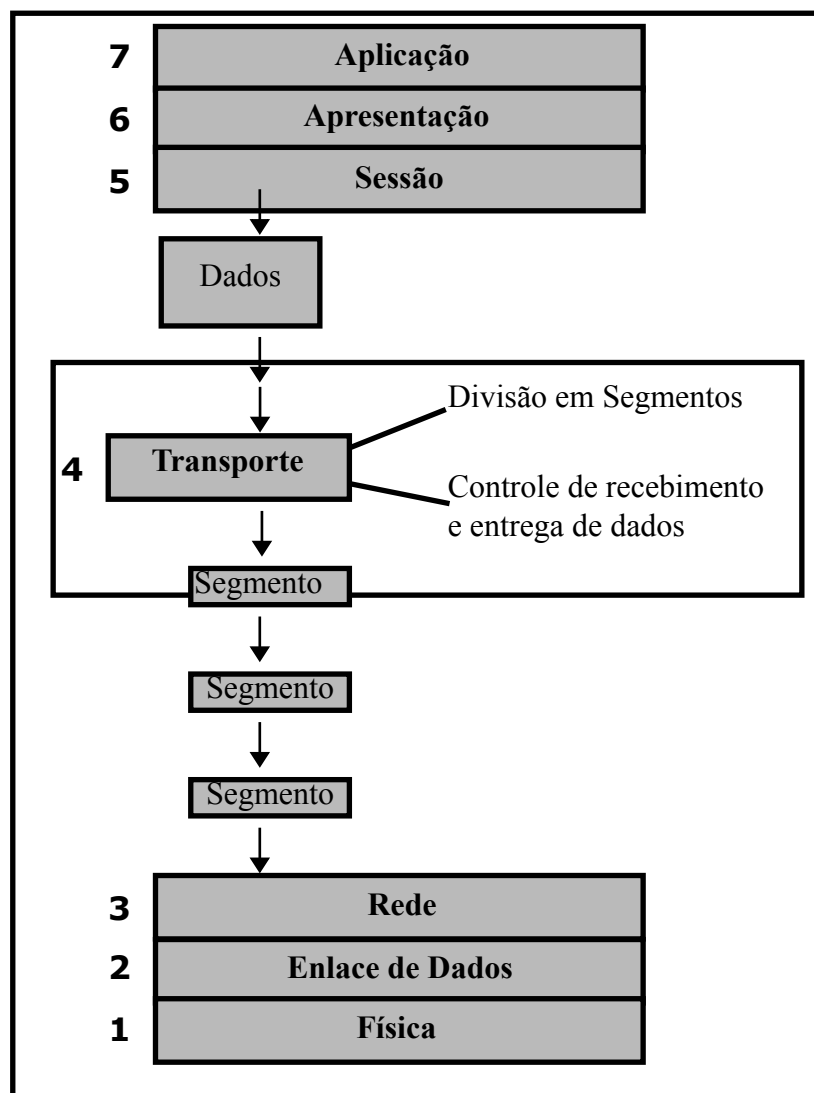 7 Aplicação
6 Apresentação
5 Sessão
Dados
Divisão em Segmentos
4 Transporte
Controle de recebimento
e entrega de dados
Segmento
Segmento
Segmento
3 Rede
2 Enlace de Dados
1 Física